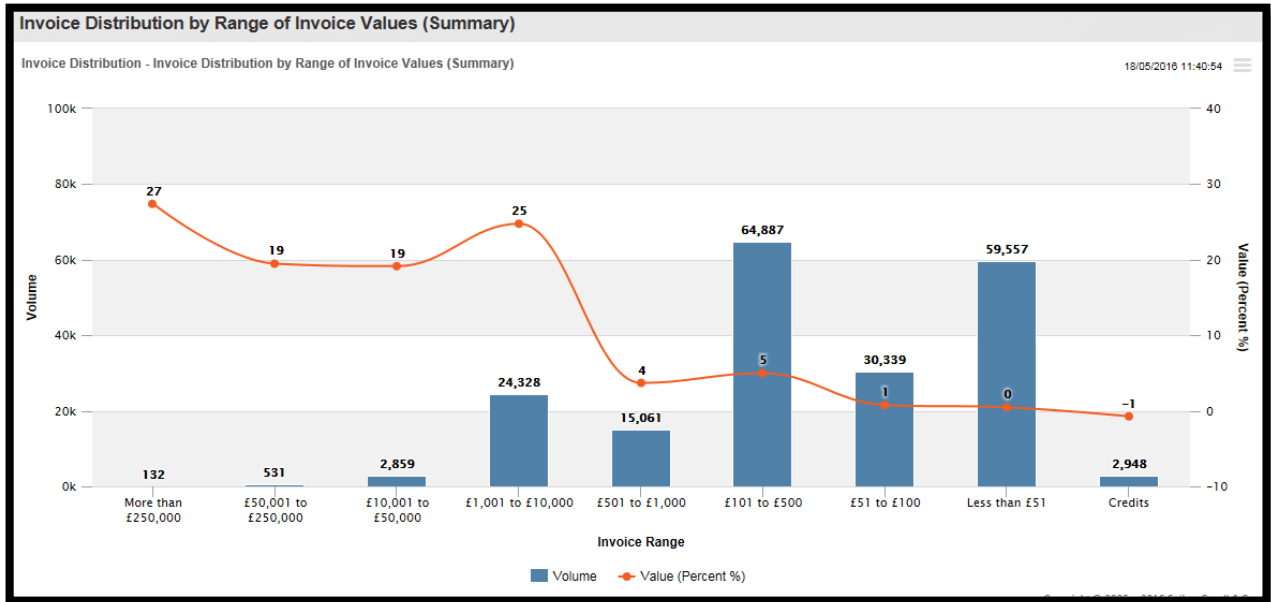 Invoice Distribution by Range of Invoice Values (Summary)
Invoice Distribution - Invoice Distribution by Range of Invoice Values (Summary)
18/05/2016 11:40:54
100k
80k
60k
40k
20k
0k
Volume
40
30
20
10
0
-10
Value (Percent %)
27
19
19
25
4
5
1
0
-1
132
531
2,859
24,328
15,061
64,887
30,339
59,557
2,948
More than
£250,000
£50,001 to
£250,000
£10,001 to
£50,000
£1,001 to £10,000
£501 to £1,000
£101 to £500
£51 to £100
Less than £51
Credits
Invoice Range
Volume
Value (Percent %)